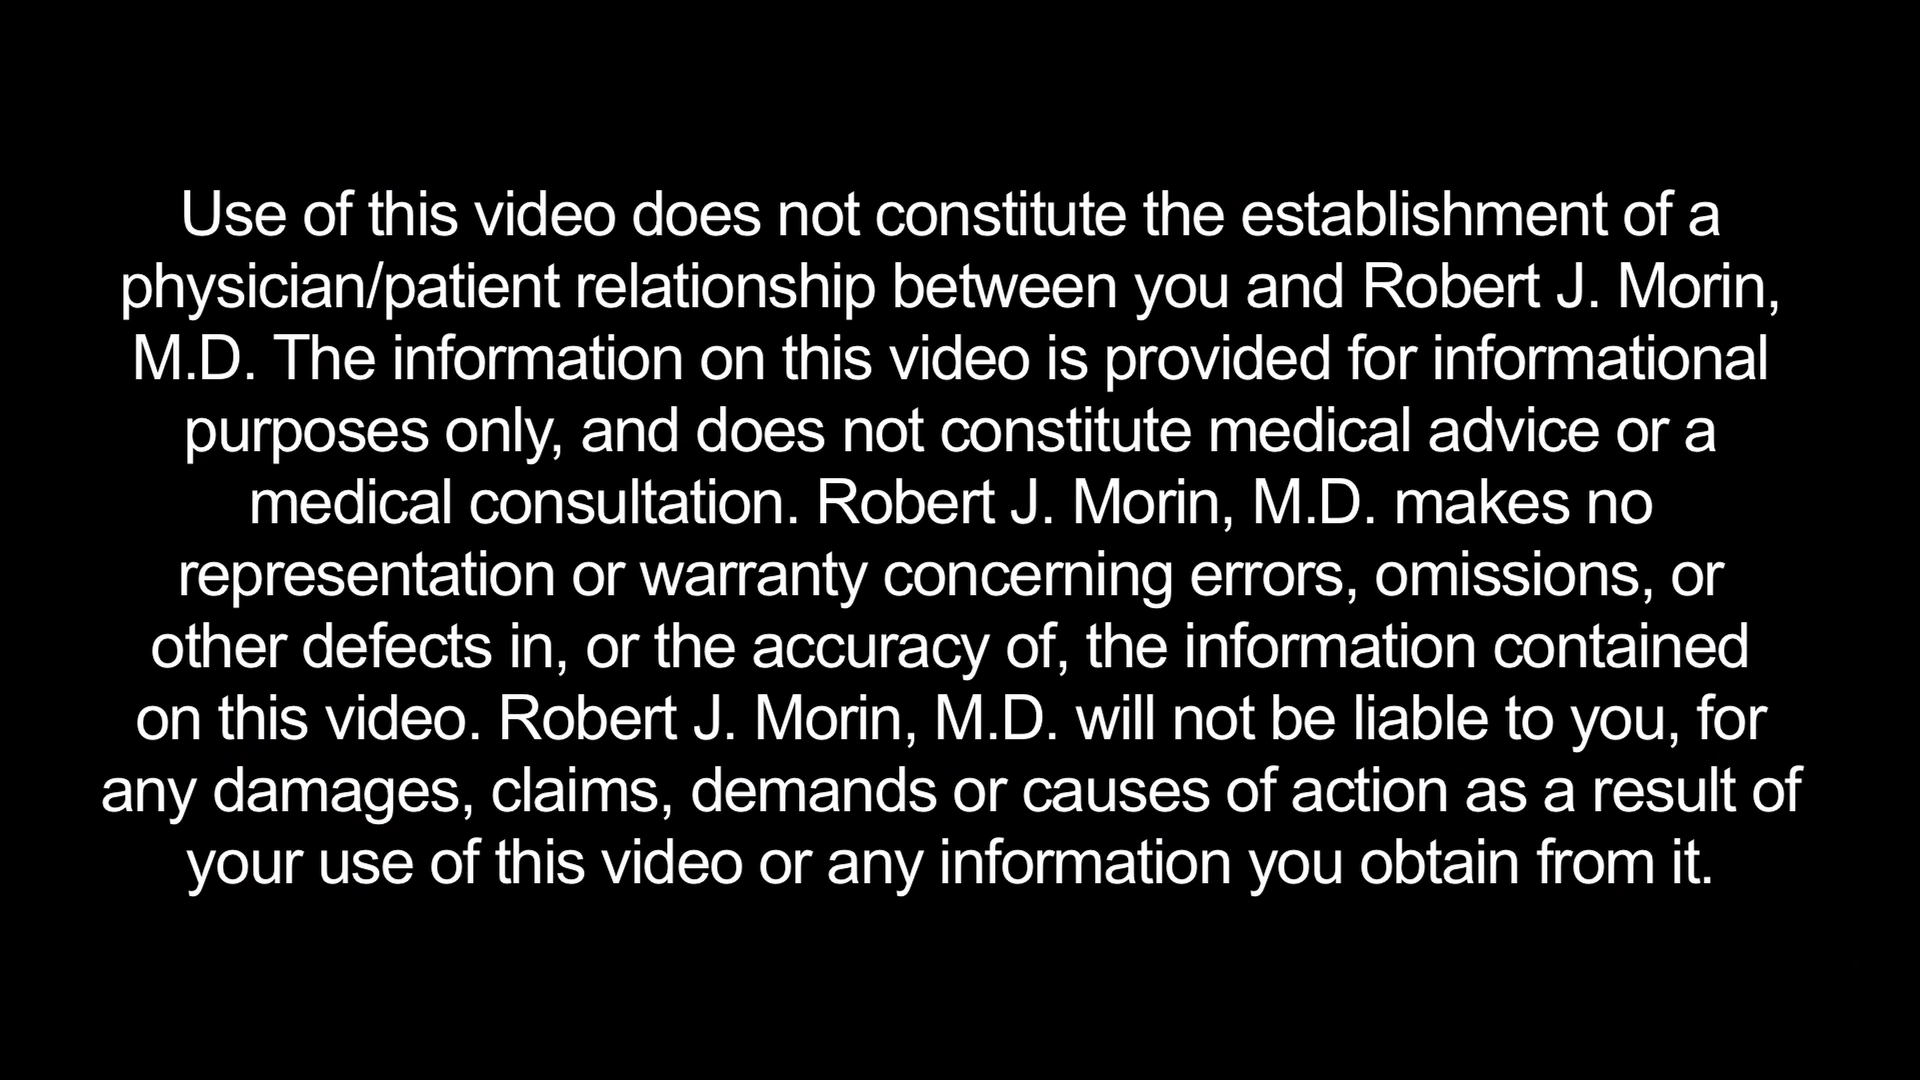 Use of this video does not constitute the establishment of a
physician/patient relationship between you and Robert J. Morin,
M.D. The information on this video is provided for informational
purposes only, and does not constitute medical advice or a
medical consultation. Robert J. Morin, M.D. makes no
representation or warranty concerning errors, omissions, or
other defects in, or the accuracy of, the information contained
on this video. Robert J. Morin, M.D. will not be liable to you, for
any damages, claims, demands or causes of action as a result of
your use of this video or any information you obtain from it.